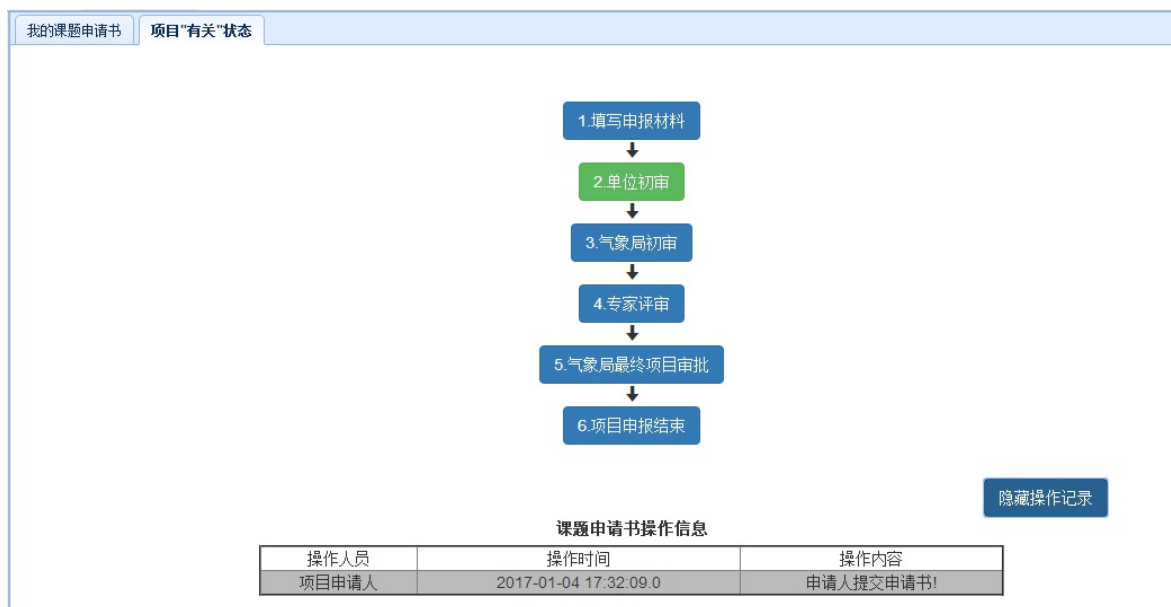 我的课题申请书 项目"有关"状态
1.填写申报材料
2.单位初审
3.气象局初审
4.专家评审
5.气象局最终项目审批
6.项目申报结束
隐藏操作记录
课题申请书操作信息
操作人员 操作时间 操作内容
项目申请人 2017-01-04 17:32:09.0 申请人提交申请书!